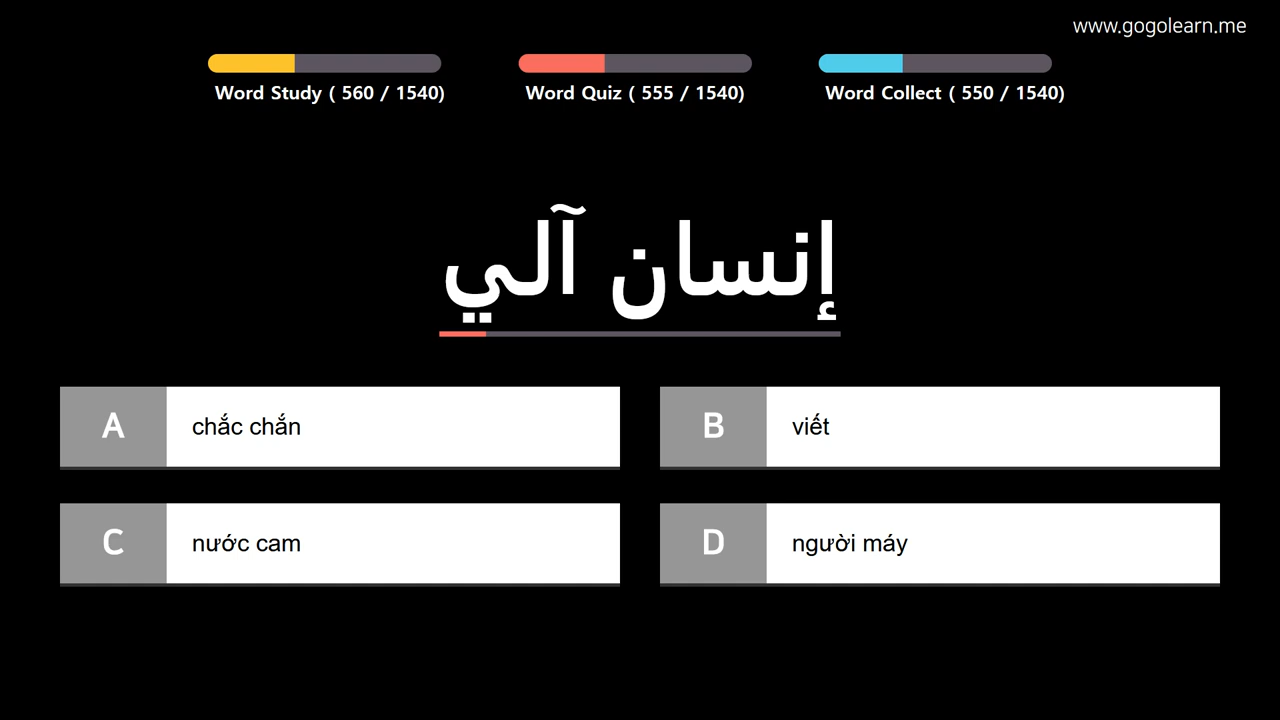 www.gogolearn.me
Word Study ( 560 / 1540)
Word Quiz ( 555 / 1540)
Word Collect ( 550 / 1540)
إنسان آلي
A chắc chắn
B viết
C nước cam
D người máy